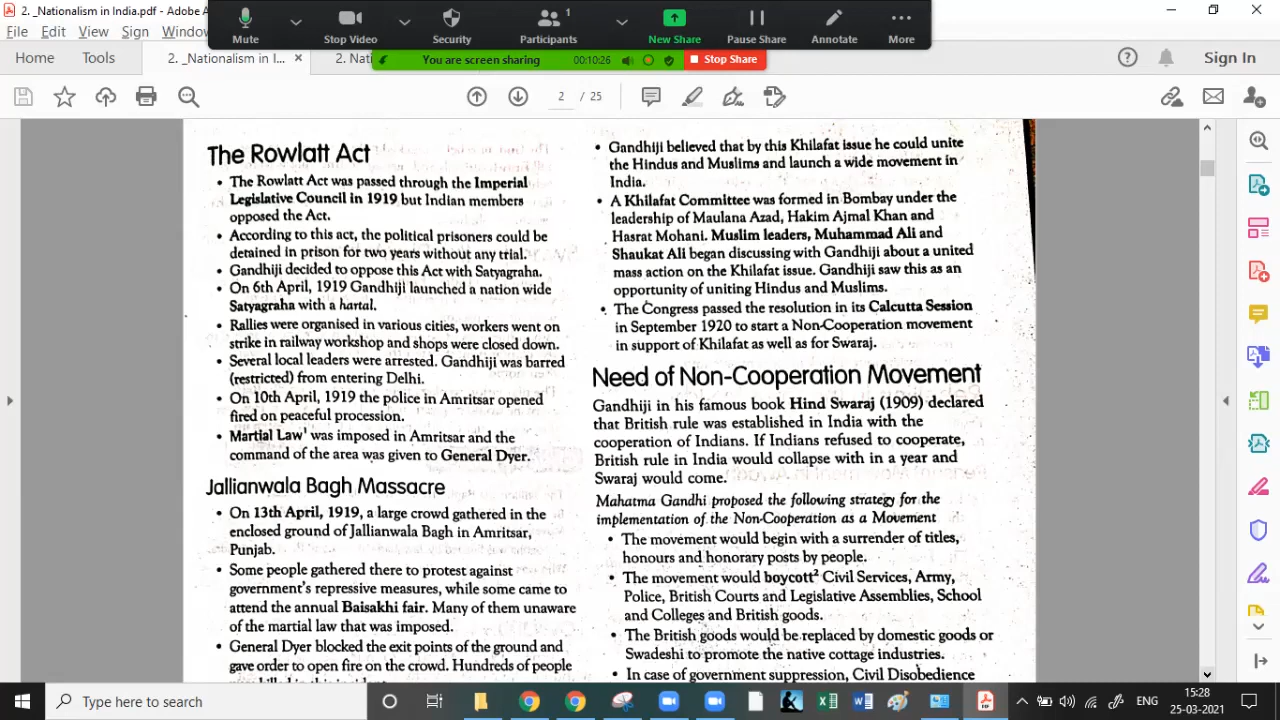 2. _Nationalism in India.pdf - Adobe A
File Edit View Sign Window
Mute
Stop Video
Security
1
Participants
New Share
Pause Share
Annotate
More
You are screen sharing 00:10:26 Stop Share
Home Tools 2. _Nationalism in I... × 2. Nati
Sign In
2 / 25
The Rowlatt Act
• The Rowlatt Act was passed through the Imperial
Legislative Council in 1919 but Indian members
opposed the Act.
• According to this act, the political prisoners could be
detained in prison for two years without any trial.
• Gandhiji decided to oppose this Act with Satyagraha.
• On 6th April, 1919 Gandhiji launched a nation wide
Satyagraha with a hartal.
• Rallies were organised in various cities, workers went on
strike in railway workshop and shops were closed down.
• Several local leaders were arrested. Gandhiji was barred
(restricted) from entering Delhi.
• On 10th April, 1919 the police in Amritsar opened
fired on peaceful procession.
• Martial Law¹ was imposed in Amritsar and the
command of the area was given to General Dyer.
Jallianwala Bagh Massacre
• On 13th April, 1919, a large crowd gathered in the
enclosed ground of Jallianwala Bagh in Amritsar,
Punjab.
• Some people gathered there to protest against
government's repressive measures, while some came to
attend the annual Baisakhi fair. Many of them unaware
of the martial law that was imposed.
• General Dyer blocked the exit points of the ground and
gave order to open fire on the crowd. Hundreds of people
• Gandhiji believed that by this Khilafat issue he could unite
the Hindus and Muslims and launch a wide movement in
India.
• A Khilafat Committee was formed in Bombay under the
leadership of Maulana Azad, Hakim Ajmal Khan and
Hasrat Mohani. Muslim leaders, Muhammad Ali and
Shaukat Ali began discussing with Gandhiji about a united
mass action on the Khilafat issue. Gandhiji saw this as an
opportunity of uniting Hindus and Muslims.
• The Congress passed the resolution in its Calcutta Session
in September 1920 to start a Non-Cooperation movement
in support of Khilafat as well as for Swaraj.
Need of Non-Cooperation Movement
Gandhiji in his famous book Hind Swaraj (1909) declared
that British rule was established in India with the
cooperation of Indians. If Indians refused to cooperate,
British rule in India would collapse with in a year and
Swaraj would come.
Mahatma Gandhi proposed the following strategy for the
implementation of the Non-Cooperation as a Movement
• The movement would begin with a surrender of titles,
honours and honorary posts by people.
• The movement would boycott² Civil Services, Army,
Police, British Courts and Legislative Assemblies, School
and Colleges and British goods.
• The British goods would be replaced by domestic goods or
Swadeshi to promote the native cottage industries.
• In case of government suppression, Civil Disobedience
Type here to search
ENG
15:28
25-03-2021